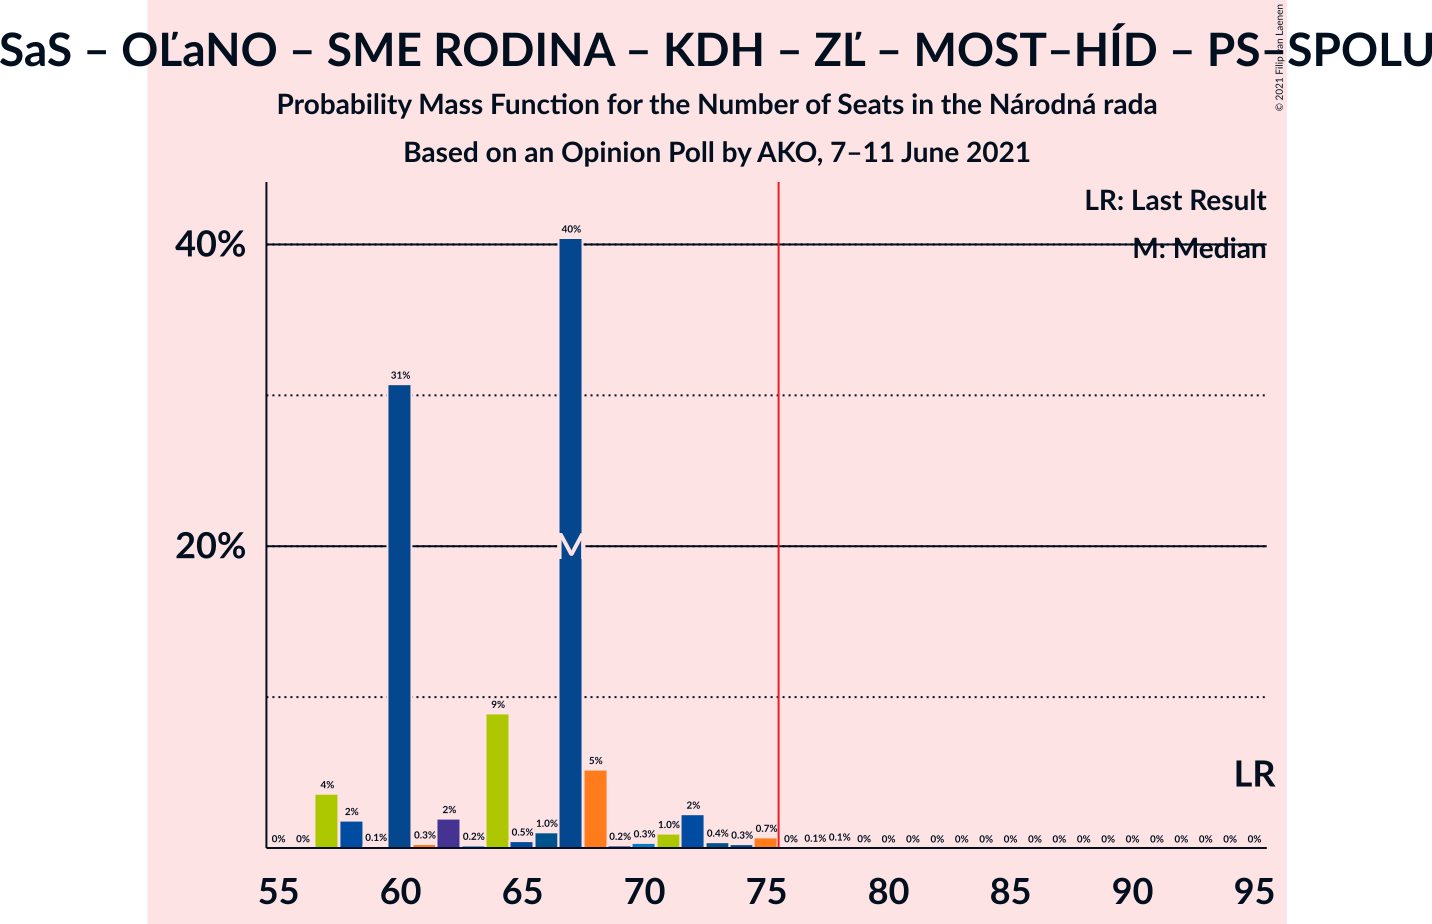 SaS – OĽaNO – SME RODINA – KDH – ZĽ – MOST–HÍD – PS–SPOLU
© 2021 Filip van Laenen
Probability Mass Function for the Number of Seats in the Národná rada
Based on an Opinion Poll by AKO, 7–11 June 2021
LR: Last Result
M: Median
40%
20%
40%
31%
M
9%
5%
4%
2%
2%
2%
LR
0% 0% 0.1% 0.3% 0.2% 0.5% 1.0% 0.2% 0.3% 1.0% 0.4% 0.3% 0.7% 0% 0.1% 0.1% 0% 0% 0% 0% 0% 0% 0% 0% 0% 0% 0% 0% 0% 0% 0% 0% 0%
55 60 65 70 75 80 85 90 95